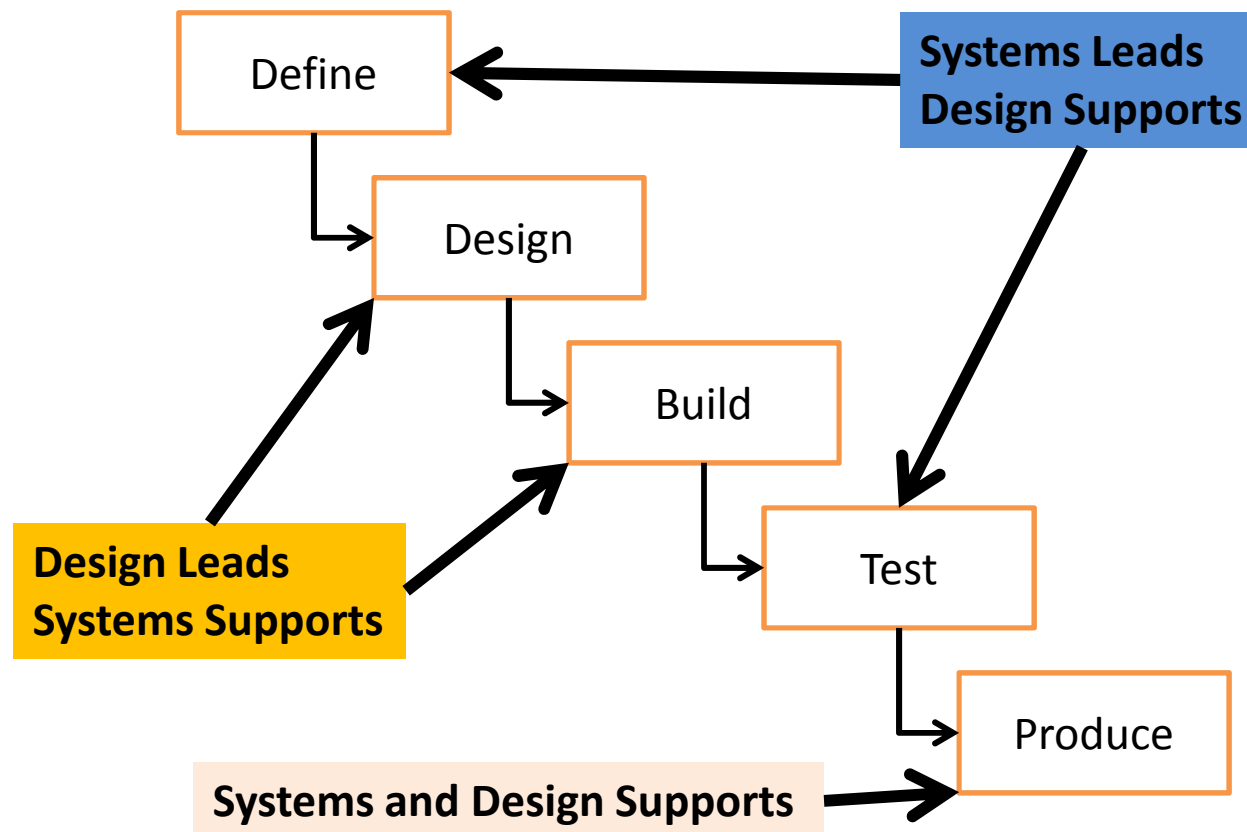 Define
Systems Leads
Design Supports
Design
Build
Design Leads
Systems Supports
Test
Produce
Systems and Design Supports